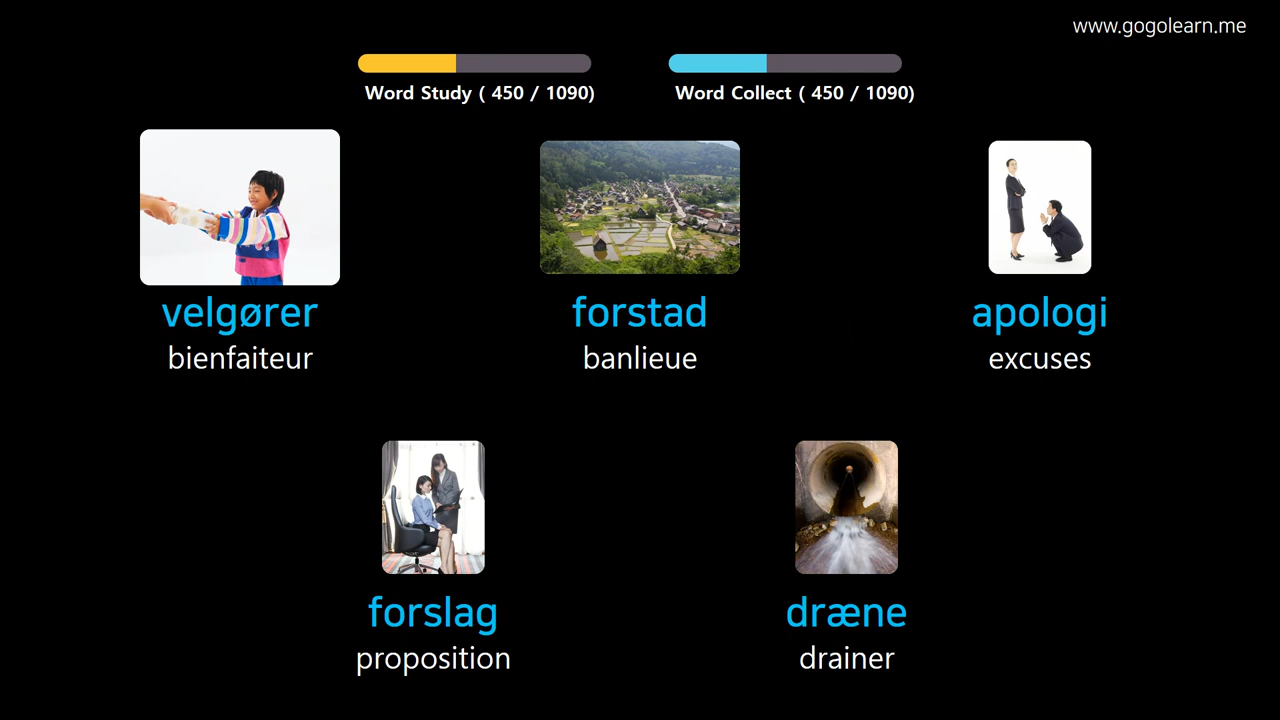 www.gogolearn.me
Word Study ( 450 / 1090)
Word Collect ( 450 / 1090)
velgører
forstad
apologi
bienfaiteur
banlieue
excuses
forslag
dræne
proposition
drainer